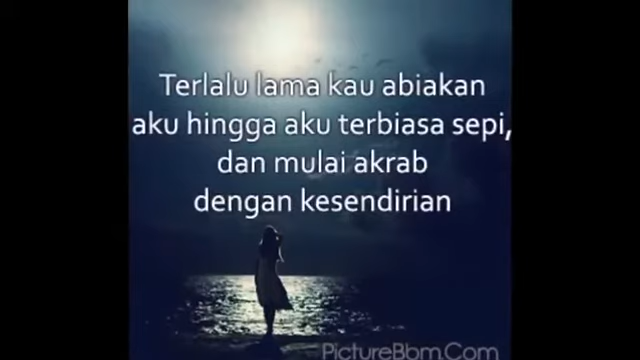 Terlalu lama kau abiakan
aku hingga aku terbiasa sepi,
dan mulai akrab
dengan kesendirian
PictureBbm.Com